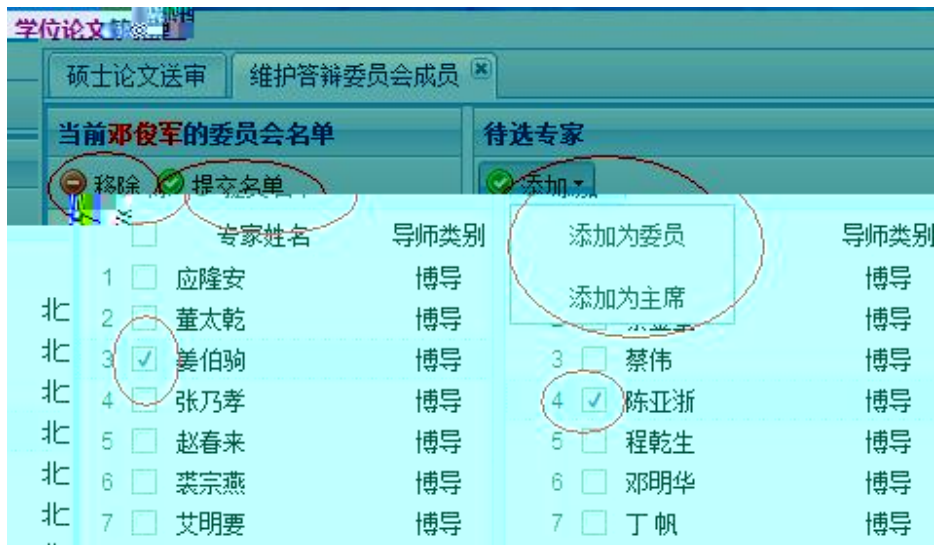 学位论文
硕士论文送审 维护答辩委员会成员
当前邓俊军的委员会名单 待选专家
移除 提交名单 添加
专家姓名 导师类别 添加为委员 导师类别
1 应隆安 博导 博导
添加为主席
北 2 董太乾 博导 博导
北 3 姜伯驹 博导 3 蔡伟 博导
北 4 张乃孝 博导 4 陈亚浙 博导
北 5 赵春来 博导 5 程乾生 博导
北 6 裘宗燕 博导 6 邓明华 博导
北 7 艾明要 博导 7 丁帆 博导